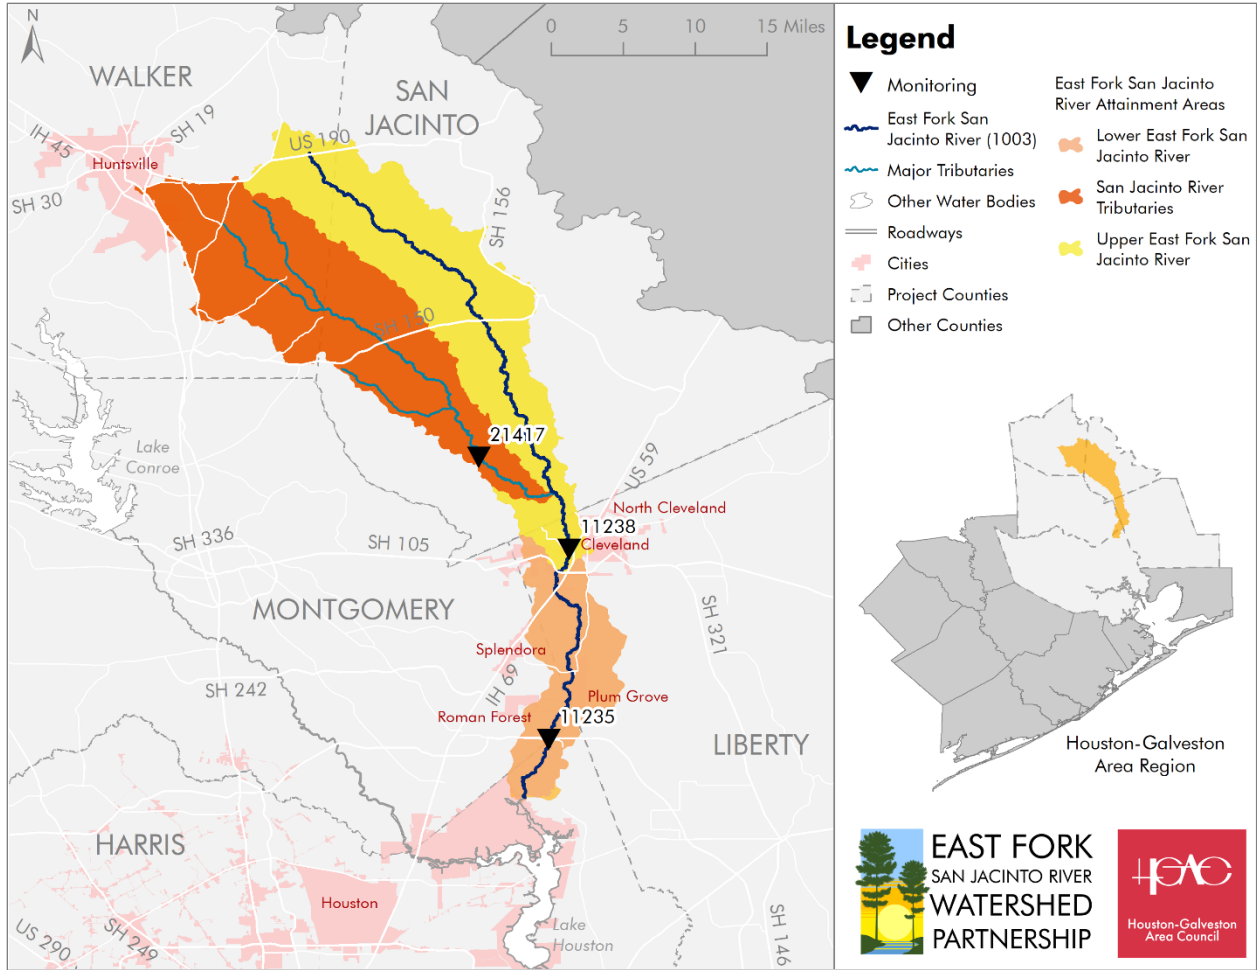 N
0 5 10 15 Miles
WALKER
SAN
JACINTO
IH 45
SH 19
US 190
Huntsville
SH 30
SH 156
SH 150
21417
Lake
Conroe
US 59
North Cleveland
11238
Cleveland
SH 336
SH 105
MONTGOMERY
SH 321
Splendora
IH 69
SH 242
Plum Grove
Roman Forest
11235
LIBERTY
HARRIS
Houston
Lake
Houston
US 290
SH 249
SH 146
Legend
Monitoring
East Fork San
Jacinto River (1003)
Major Tributaries
Other Water Bodies
Roadways
Cities
Project Counties
Other Counties
East Fork San Jacinto
River Attainment Areas
Lower East Fork San
Jacinto River
San Jacinto River
Tributaries
Upper East Fork San
Jacinto River
Houston-Galveston
Area Region
EAST FORK
SAN JACINTO RIVER
WATERSHED
PARTNERSHIP
HGAC
Houston-Galveston
Area Council